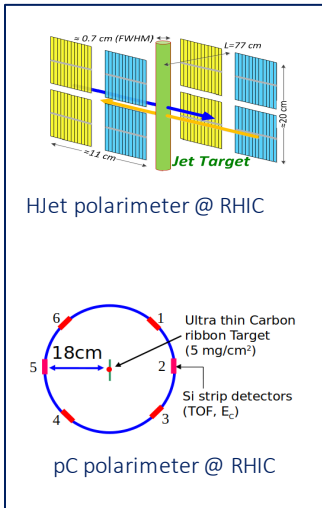 ≈ 0.7 cm (FWHM)
L=77 cm
≈20 cm
≈11 cm
Jet Target
HJet polarimeter @ RHIC
6
1
Ultra thin Carbon
ribbon Target
(5 mg/cm²)
18cm
5
2
Si strip detectors
(TOF, E_C)
4
3
pC polarimeter @ RHIC